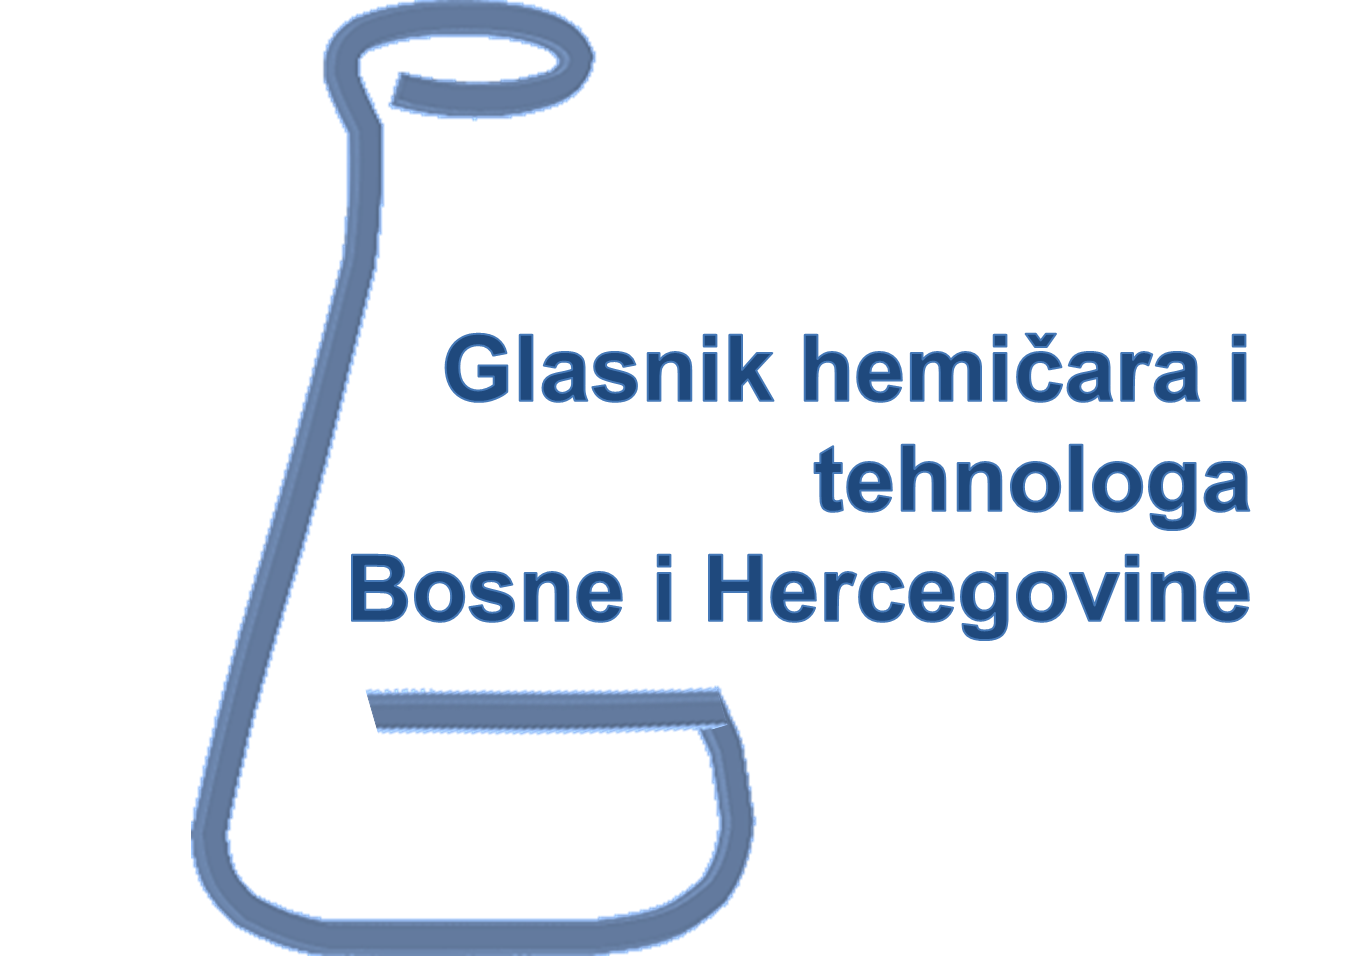 Glasnik hemičara i
tehnologa
Bosne i Hercegovine